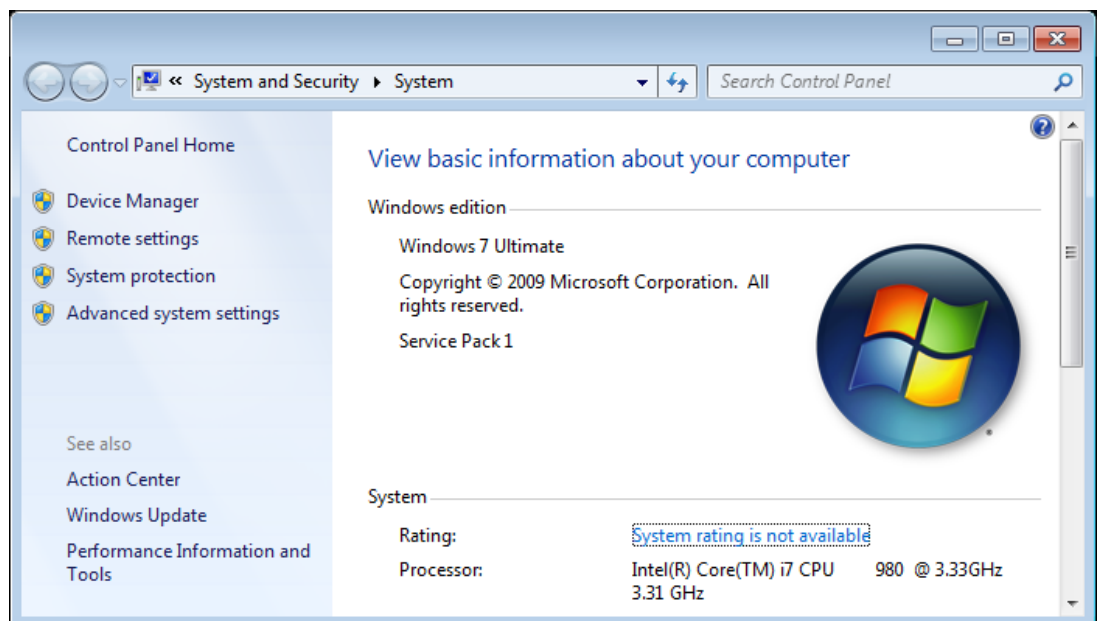 « System and Security ▸ System
Search Control Panel
Control Panel Home
Device Manager
Remote settings
System protection
Advanced system settings
See also
Action Center
Windows Update
Performance Information and
Tools
View basic information about your computer
Windows edition
Windows 7 Ultimate
Copyright © 2009 Microsoft Corporation. All
rights reserved.
Service Pack 1
System
Rating:
System rating is not available
Processor:
Intel(R) Core(TM) i7 CPU 980 @ 3.33GHz
3.31 GHz